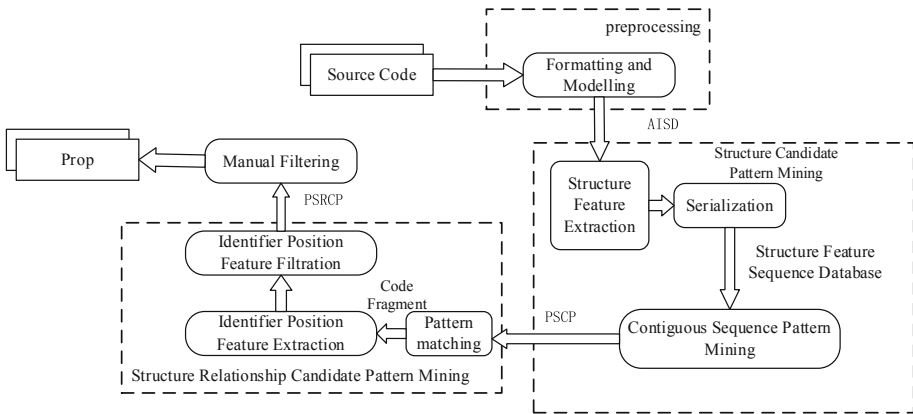 preprocessing
Source Code
Formatting and
Modelling
AISD
Structure Candidate
Pattern Mining
Structure
Feature
Extraction
Serialization
Structure Feature
Sequence Database
Contiguous Sequence Pattern
Mining
PSCP
Pattern
matching
Code
Fragment
Identifier Position
Feature Extraction
Identifier Position
Feature Filtration
Structure Relationship Candidate Pattern Mining
PSRCP
Manual Filtering
Prop